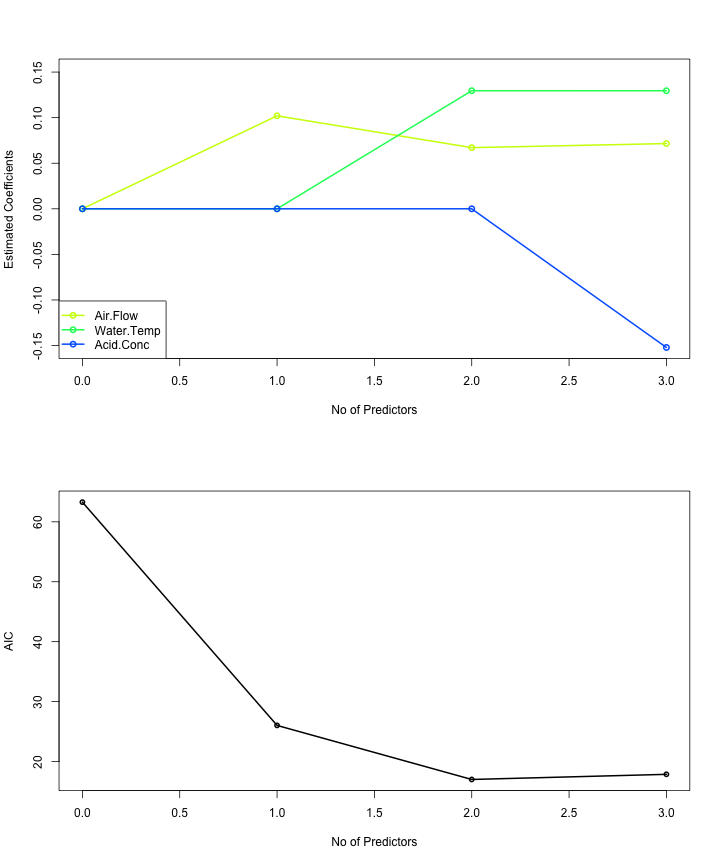 0.15
0.10
0.05
0.00
-0.05
-0.10
-0.15
Estimated Coefficients
Air.Flow
Water.Temp
Acid.Conc
0.0 0.5 1.0 1.5 2.0 2.5 3.0
No of Predictors
60
50
40
30
20
AIC
0.0 0.5 1.0 1.5 2.0 2.5 3.0
No of Predictors